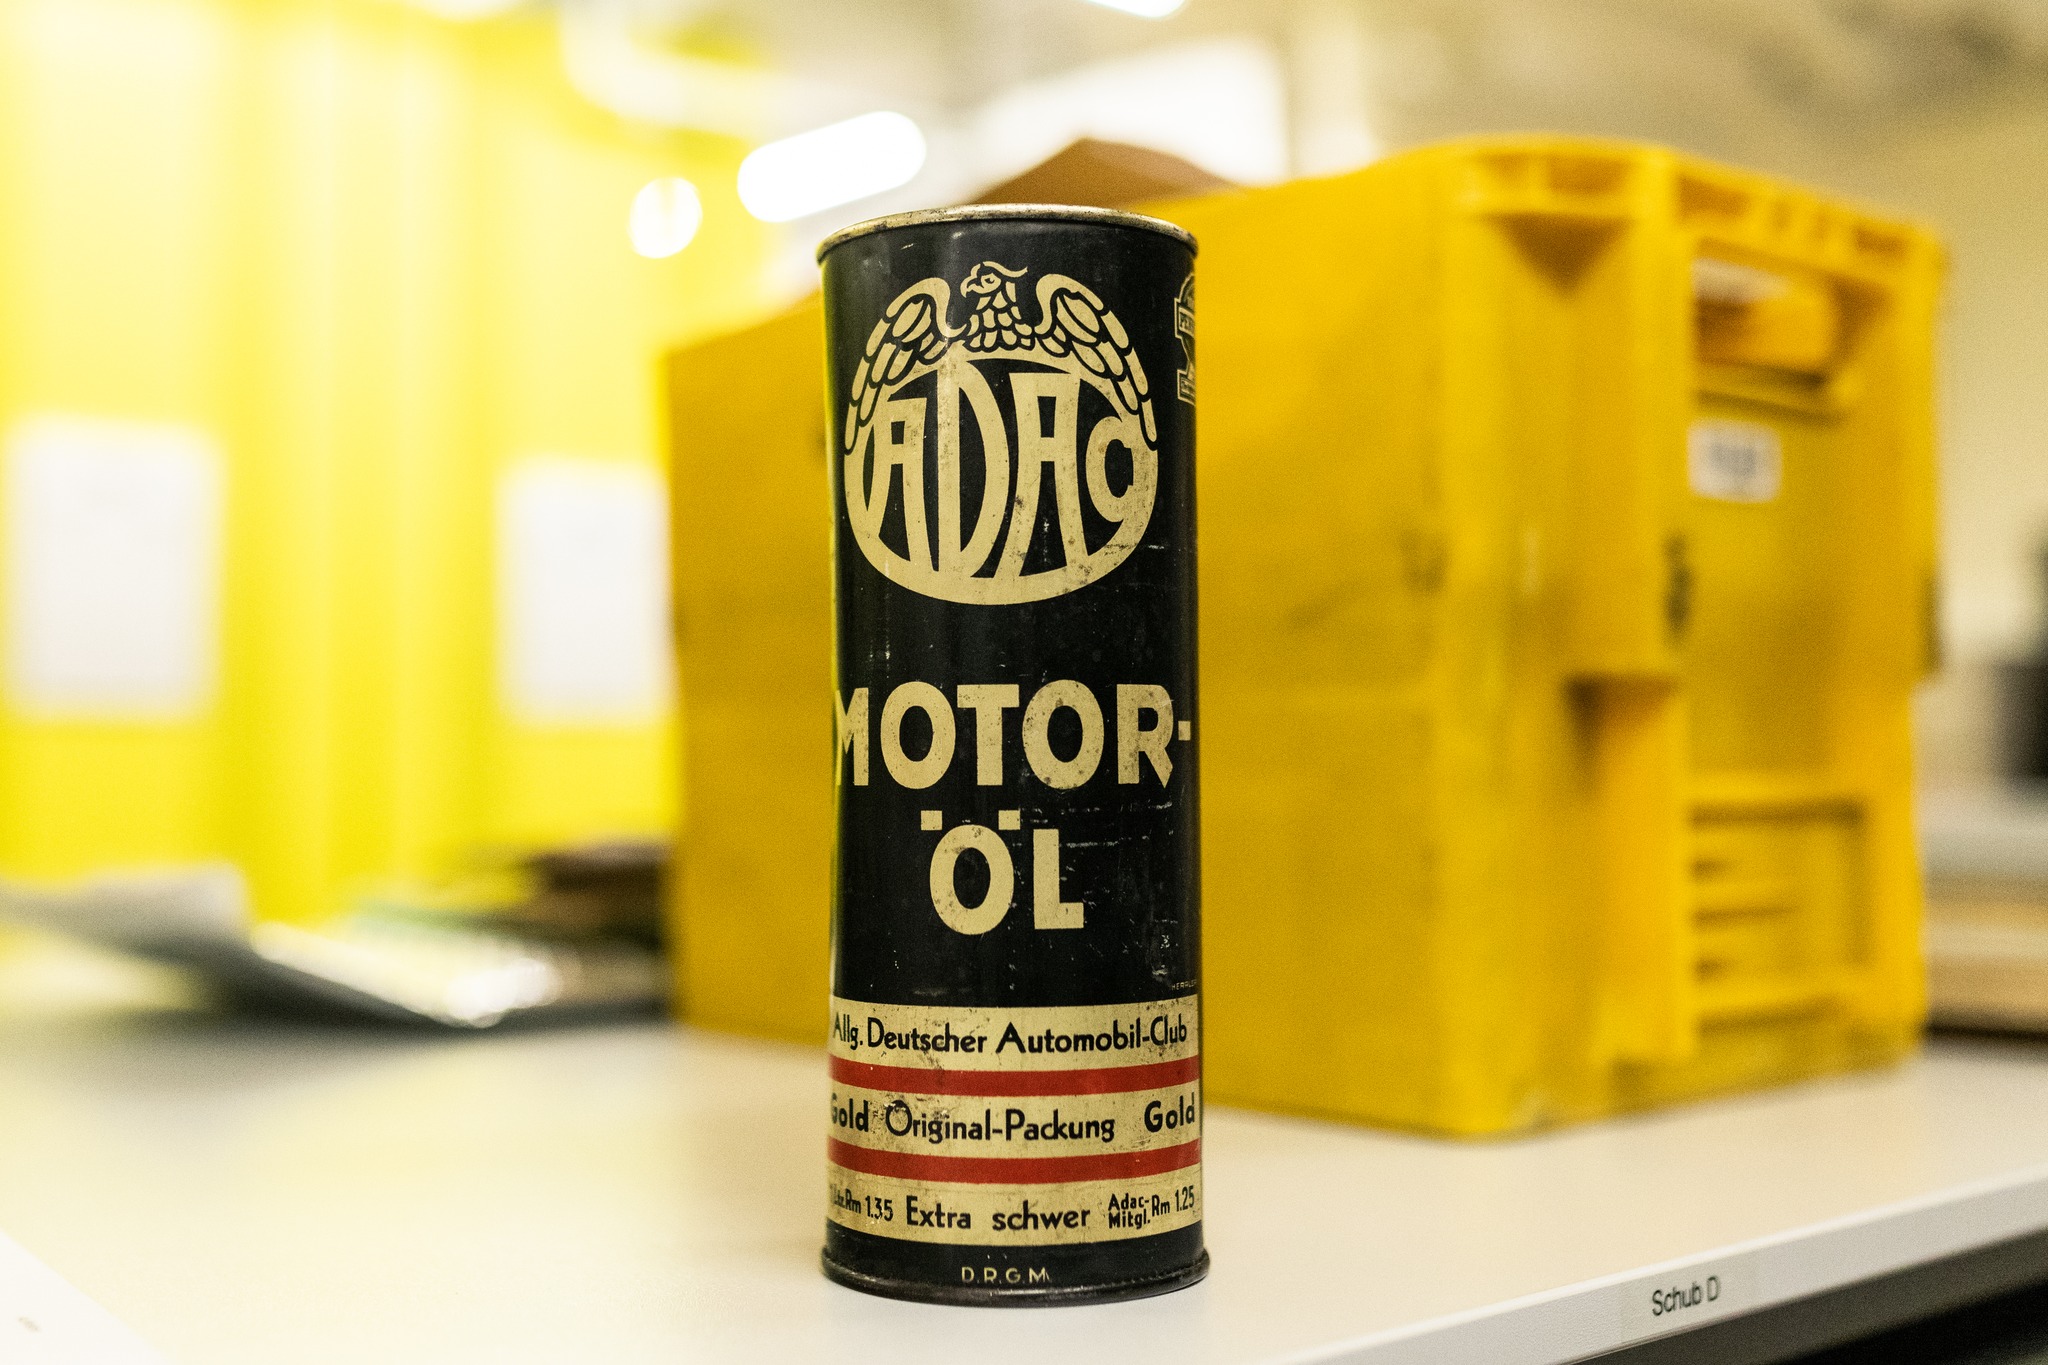 ADAC
MOTOR-
ÖL
Allg. Deutscher Automobil-Club
Gold Original-Packung Gold
Rm 1.35 Extra schwer Adac-Mitgl. Rm 1.25
D.R.G.M.
Schub D